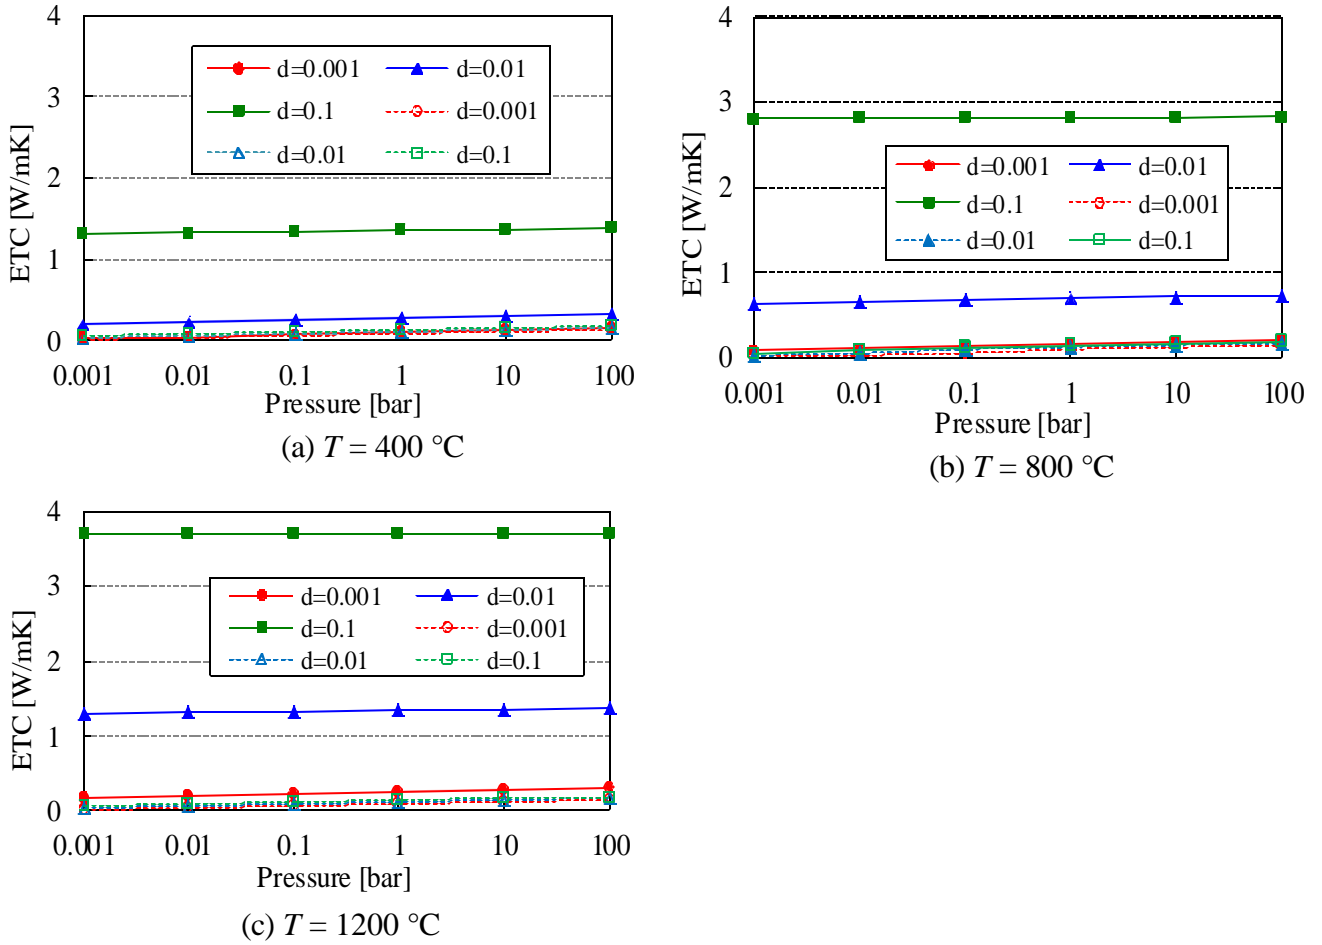 4
3
2
1
0
ETC [W/mK]
d=0.001 d=0.01
d=0.1 d=0.001
d=0.01 d=0.1
0.001 0.01 0.1 1 10 100
Pressure [bar]
(a) T = 400 °C
4
3
2
1
0
ETC [W/mK]
d=0.001 d=0.01
d=0.1 d=0.001
d=0.01 d=0.1
0.001 0.01 0.1 1 10 100
Pressure [bar]
(b) T = 800 °C
4
3
2
1
0
ETC [W/mK]
d=0.001 d=0.01
d=0.1 d=0.001
d=0.01 d=0.1
0.001 0.01 0.1 1 10 100
Pressure [bar]
(c) T = 1200 °C